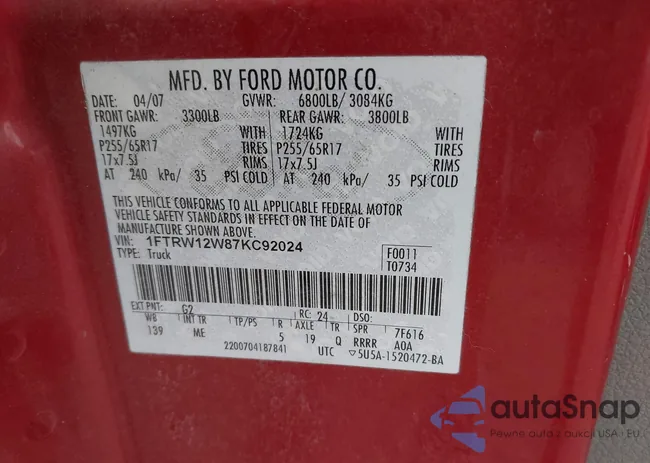 MFD. BY FORD MOTOR CO.
DATE: 04/07 GVWR: 6800LB/ 3084KG
FRONT GAWR: 3300LB REAR GAWR: 3800LB
1497KG WITH 1724KG WITH
P255/65R17 TIRES P255/65R17 TIRES
17x7.5J RIMS 17x7.5J RIMS
AT 240 kPa/ 35 PSI COLD AT 240 kPa/ 35 PSI COLD
THIS VEHICLE CONFORMS TO ALL APPLICABLE FEDERAL MOTOR
VEHICLE SAFETY STANDARDS IN EFFECT ON THE DATE OF
MANUFACTURE SHOWN ABOVE.
VIN: 1FTRW12W87KC92024 F0011
TYPE: Truck T0734
EXT PNT: G2 RC: 24 DSO:
WB INT TR TP/PS R AXLE TR SPR 7F616
139 ME 5 19 Q RRRR A0A
2200704187841 UTC ▽5U5A-1520472-BA
autaSnap
Pewne auto z aukcji USA i EU